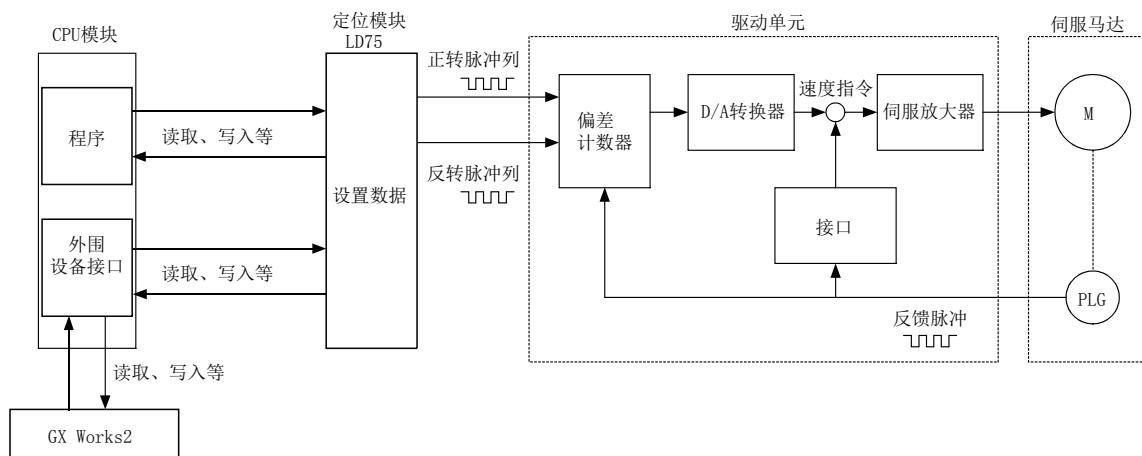 CPU模块
定位模块
LD75
驱动单元
伺服马达
正转脉冲列
程序
读取、写入等
设置数据
反转脉冲列
偏差
计数器
D/A转换器
速度指令
伺服放大器
M
外围
设备接口
读取、写入等
接口
PLG
反馈脉冲
读取、写入等
GX Works2